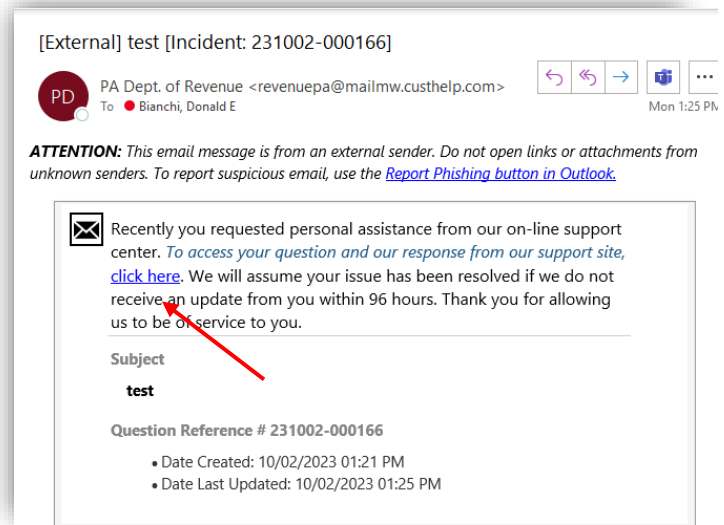 [External] test [Incident: 231002-000166]
PD
PA Dept. of Revenue <revenuepa@mailmw.custhelp.com>
To Bianchi, Donald E
Mon 1:25 PM
ATTENTION: This email message is from an external sender. Do not open links or attachments from
unknown senders. To report suspicious email, use the Report Phishing button in Outlook.
Recently you requested personal assistance from our on-line support
center. To access your question and our response from our support site,
click here. We will assume your issue has been resolved if we do not
receive an update from you within 96 hours. Thank you for allowing
us to be of service to you.
Subject
test
Question Reference # 231002-000166
• Date Created: 10/02/2023 01:21 PM
• Date Last Updated: 10/02/2023 01:25 PM